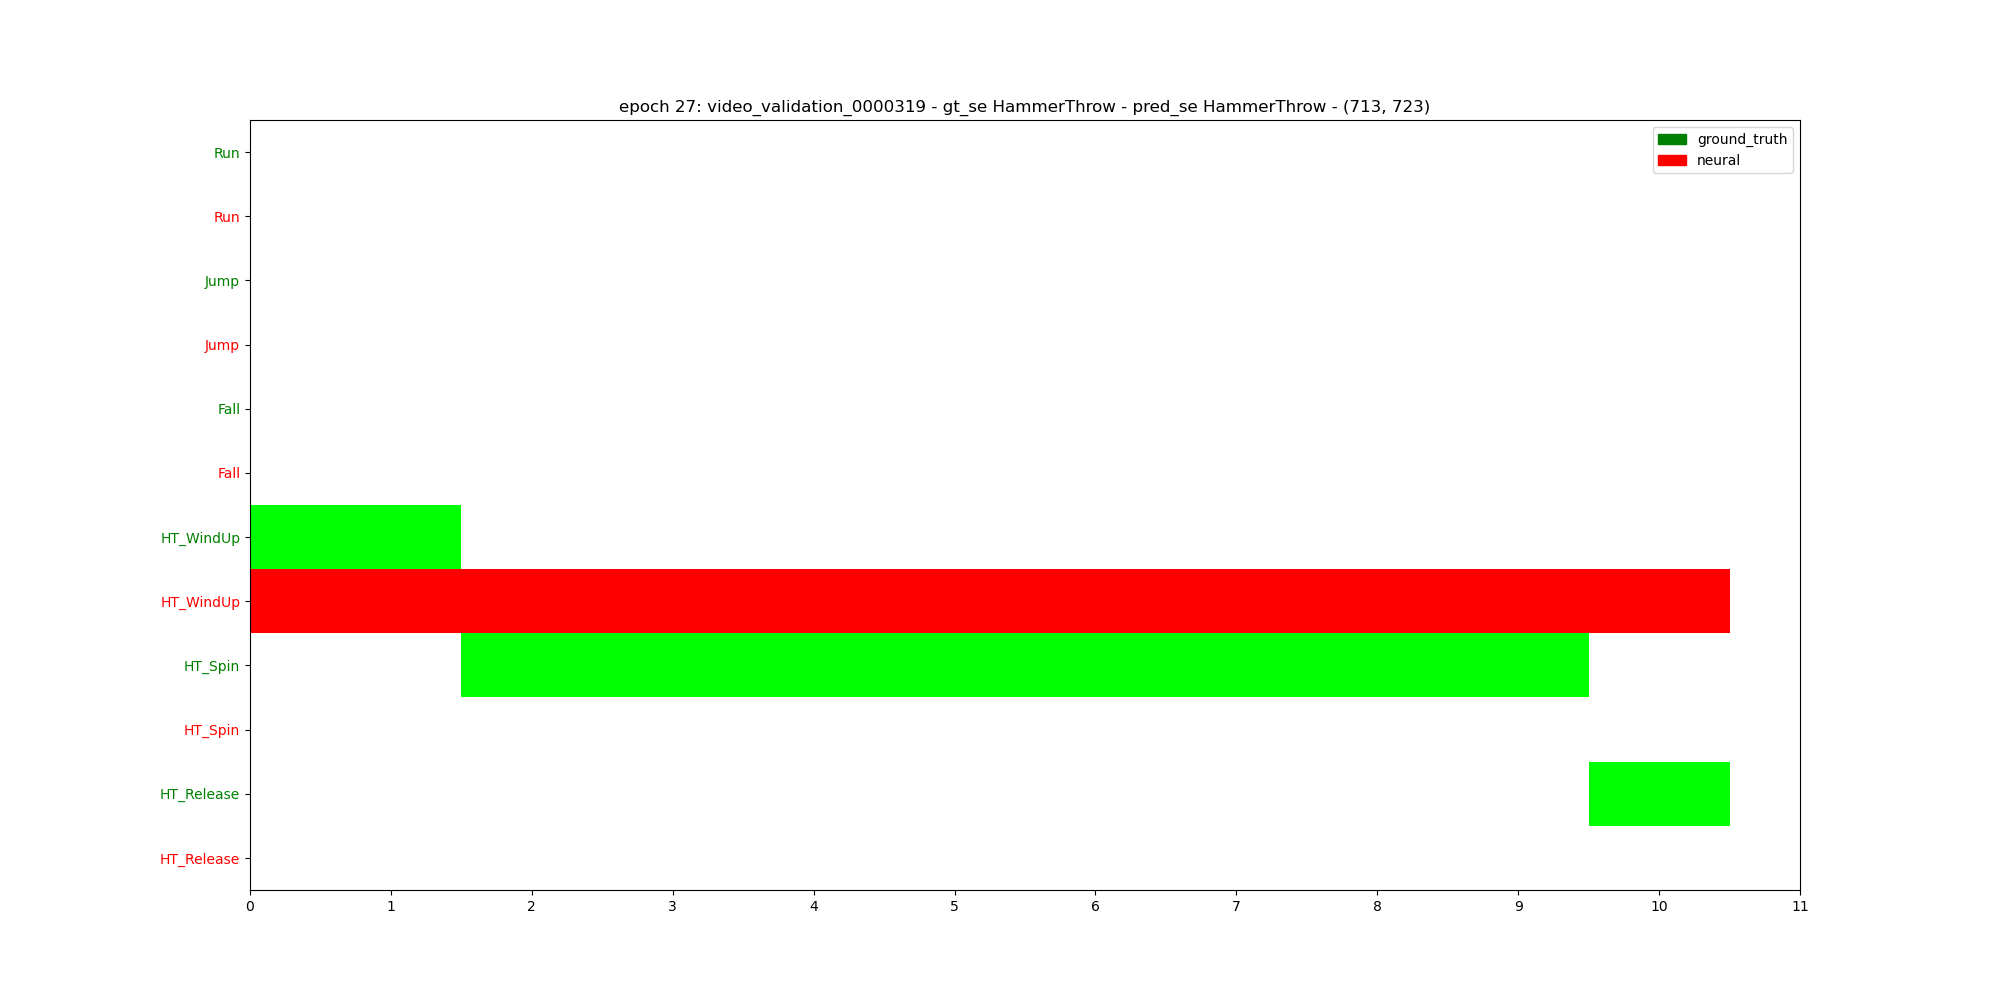 epoch 27: video_validation_0000319 - gt_se HammerThrow - pred_se HammerThrow - (713, 723)
ground_truth
neural
Run
Run
Jump
Jump
Fall
Fall
HT_WindUp
HT_WindUp
HT_Spin
HT_Spin
HT_Release
HT_Release
0 1 2 3 4 5 6 7 8 9 10 11